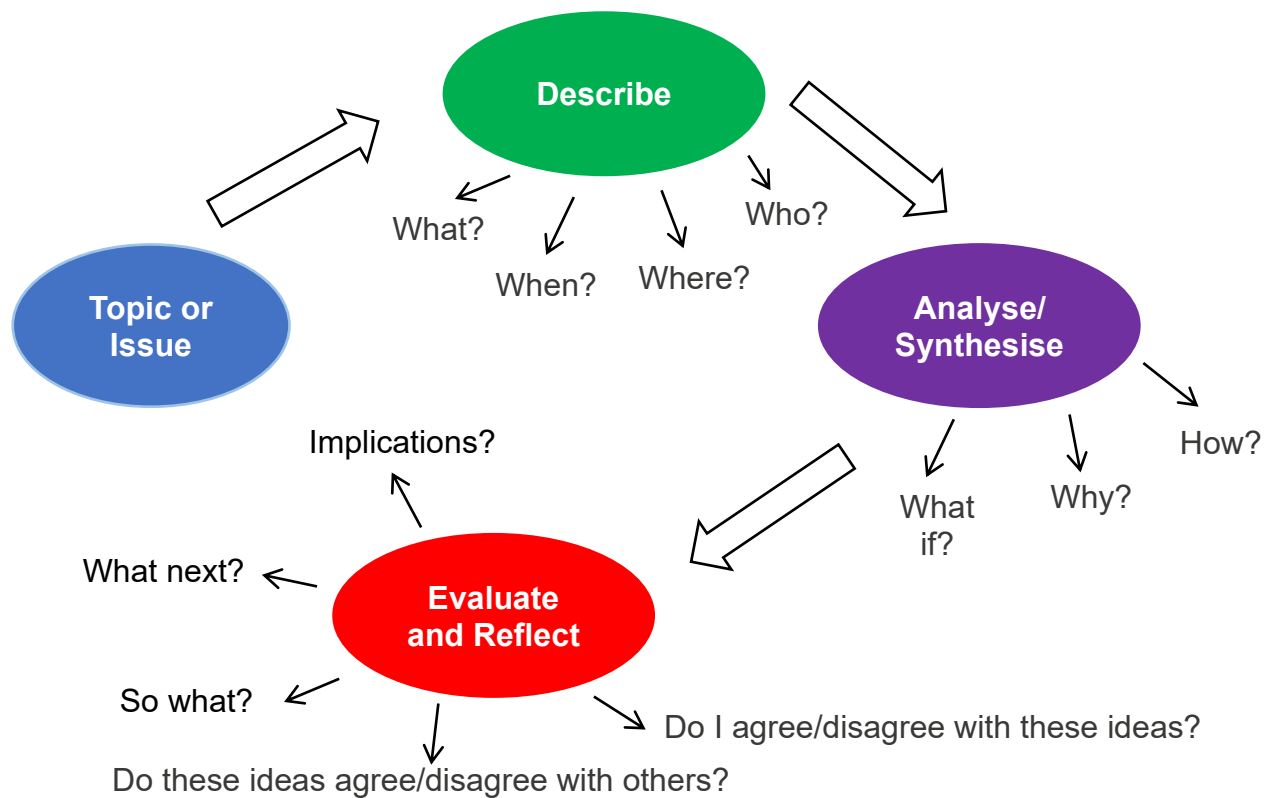 Describe
What?
When?
Where?
Who?
Topic or
Issue
Analyse/
Synthesise
How?
Why?
What
if?
Implications?
What next?
Evaluate
and Reflect
So what?
Do I agree/disagree with these ideas?
Do these ideas agree/disagree with others?